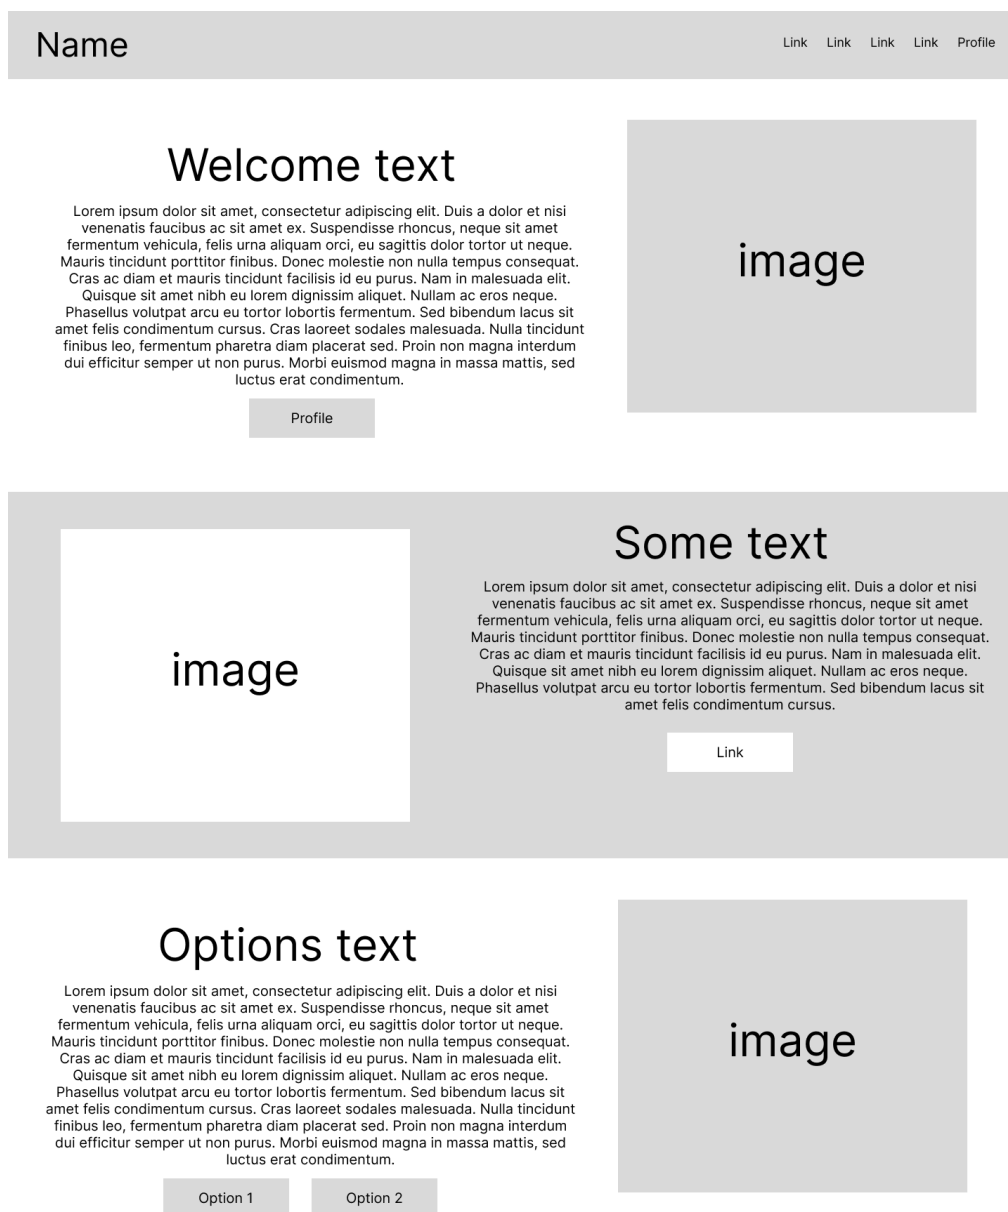 Name
Link Link Link Link Profile
Welcome text
Lorem ipsum dolor sit amet, consectetur adipiscing elit. Duis a dolor et nisi
venenatis faucibus ac sit amet ex. Suspendisse rhoncus, neque sit amet
fermentum vehicula, felis urna aliquam orci, eu sagittis dolor tortor ut neque.
Mauris tincidunt porttitor finibus. Donec molestie non nulla tempus consequat.
Cras ac diam et mauris tincidunt facilisis id eu purus. Nam in malesuada elit.
Quisque sit amet nibh eu lorem dignissim aliquet. Nullam ac eros neque.
Phasellus volutpat arcu eu tortor lobortis fermentum. Sed bibendum lacus sit
amet felis condimentum cursus. Cras laoreet sodales malesuada. Nulla tincidunt
finibus leo, fermentum pharetra diam placerat sed. Proin non magna interdum
dui efficitur semper ut non purus. Morbi euismod magna in massa mattis, sed
luctus erat condimentum.
Profile
image
image
Some text
Lorem ipsum dolor sit amet, consectetur adipiscing elit. Duis a dolor et nisi
venenatis faucibus ac sit amet ex. Suspendisse rhoncus, neque sit amet
fermentum vehicula, felis urna aliquam orci, eu sagittis dolor tortor ut neque.
Mauris tincidunt porttitor finibus. Donec molestie non nulla tempus consequat.
Cras ac diam et mauris tincidunt facilisis id eu purus. Nam in malesuada elit.
Quisque sit amet nibh eu lorem dignissim aliquet. Nullam ac eros neque.
Phasellus volutpat arcu eu tortor lobortis fermentum. Sed bibendum lacus sit
amet felis condimentum cursus.
Link
Options text
Lorem ipsum dolor sit amet, consectetur adipiscing elit. Duis a dolor et nisi
venenatis faucibus ac sit amet ex. Suspendisse rhoncus, neque sit amet
fermentum vehicula, felis urna aliquam orci, eu sagittis dolor tortor ut neque.
Mauris tincidunt porttitor finibus. Donec molestie non nulla tempus consequat.
Cras ac diam et mauris tincidunt facilisis id eu purus. Nam in malesuada elit.
Quisque sit amet nibh eu lorem dignissim aliquet. Nullam ac eros neque.
Phasellus volutpat arcu eu tortor lobortis fermentum. Sed bibendum lacus sit
amet felis condimentum cursus. Cras laoreet sodales malesuada. Nulla tincidunt
finibus leo, fermentum pharetra diam placerat sed. Proin non magna interdum
dui efficitur semper ut non purus. Morbi euismod magna in massa mattis, sed
luctus erat condimentum.
Option 1 Option 2
image